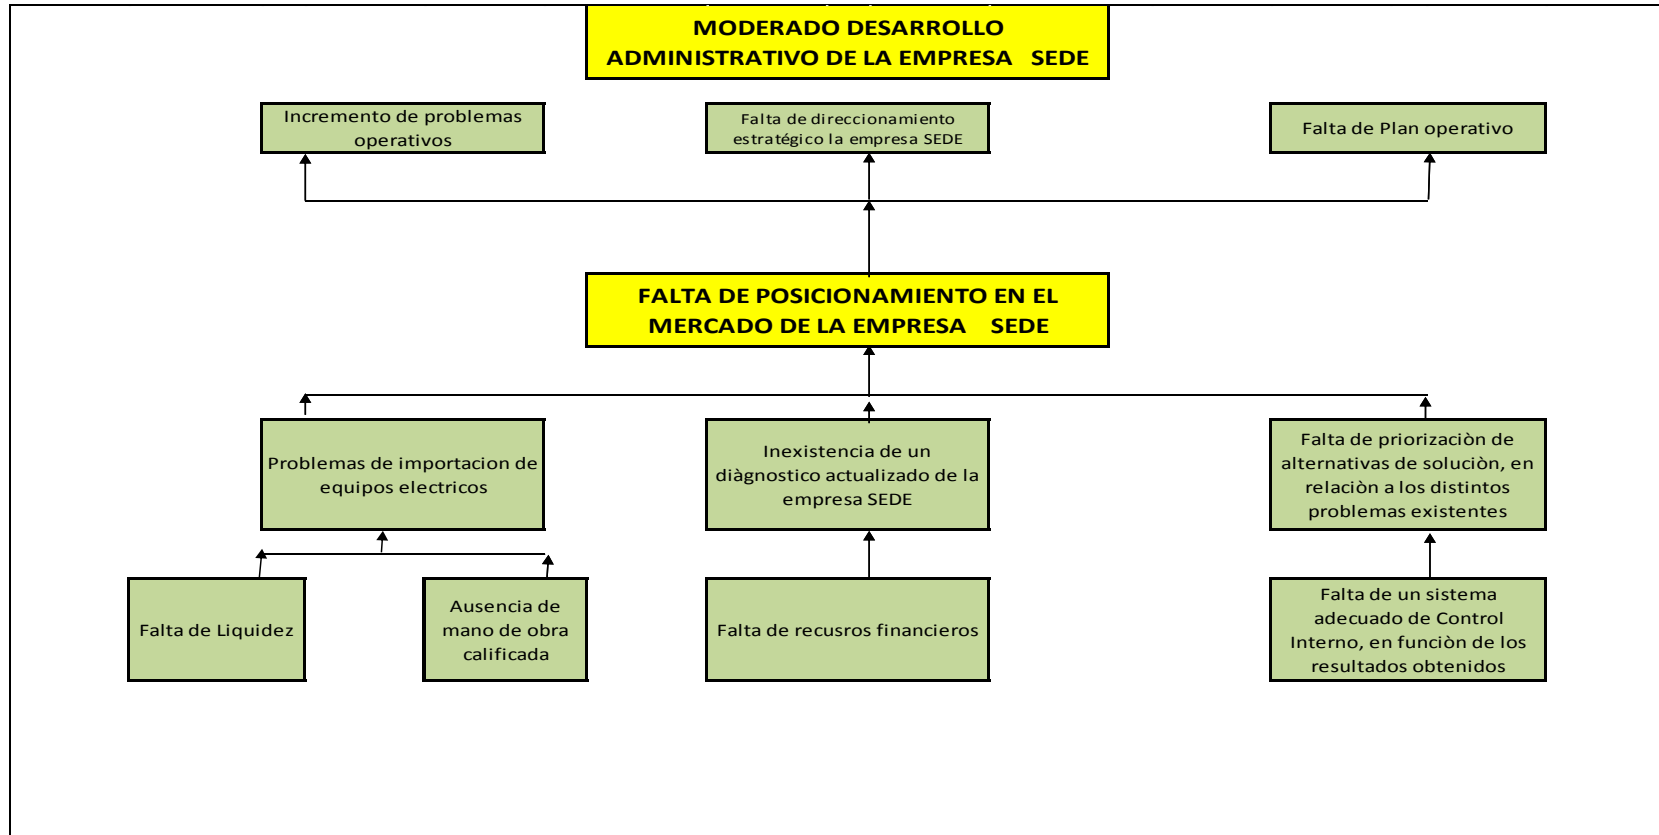 MODERADO DESARROLLO
ADMINISTRATIVO DE LA EMPRESA   SEDE
Incremento de problemas
operativos
Falta de direccionamiento
estratégico la empresa SEDE
Falta de Plan operativo
FALTA DE POSICIONAMIENTO EN EL
MERCADO DE LA EMPRESA    SEDE
Problemas de importacion de
equipos electricos
Inexistencia de un
diàgnostico actualizado de la
empresa SEDE
Falta de priorizaciòn de
alternativas de soluciòn, en
relaciòn a los distintos
problemas existentes
Falta de Liquidez
Ausencia de
mano de obra
calificada
Falta de recusros financieros
Falta de un sistema
adecuado de Control
Interno, en funciòn de los
resultados obtenidos